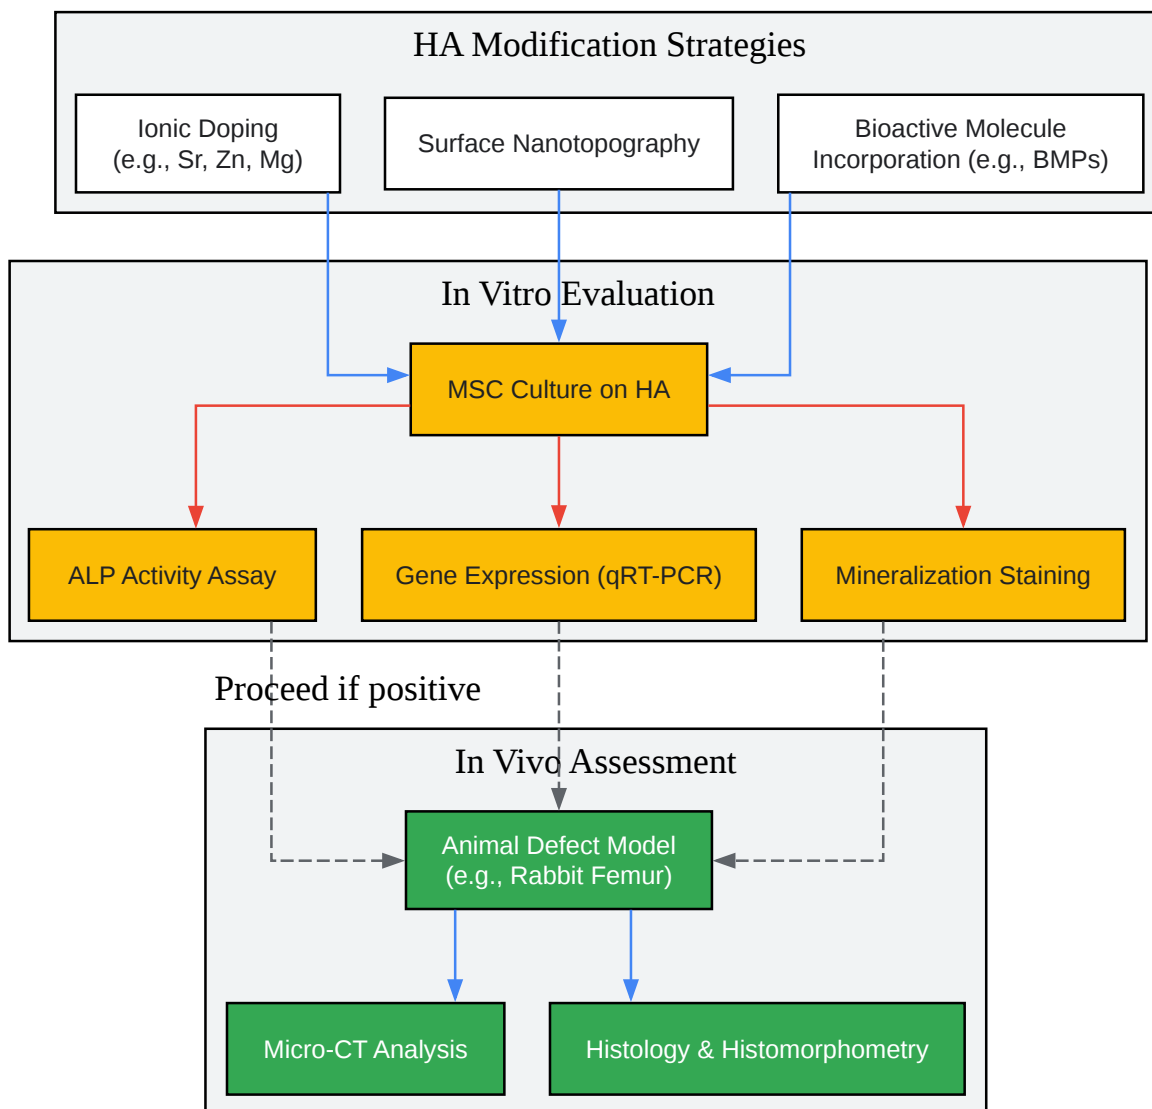 HA Modification Strategies
Ionic Doping
(e.g., Sr, Zn, Mg)
Surface Nanotopography
Bioactive Molecule
Incorporation (e.g., BMPs)
In Vitro Evaluation
MSC Culture on HA
ALP Activity Assay
Gene Expression (qRT-PCR)
Mineralization Staining
Proceed if positive
In Vivo Assessment
Animal Defect Model
(e.g., Rabbit Femur)
Micro-CT Analysis
Histology & Histomorphometry